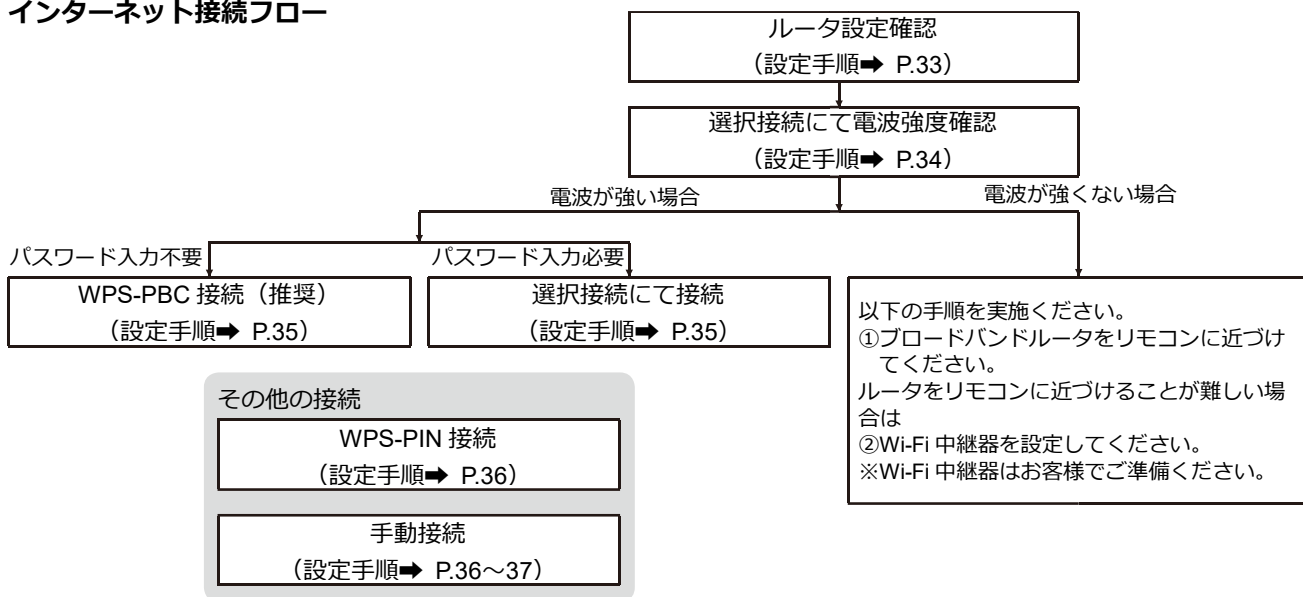 インターネット接続フロー
ルータ設定確認
（設定手順➡ P.33）
選択接続にて電波強度確認
（設定手順➡ P.34）
電波が強い場合
電波が強くない場合
パスワード入力不要
パスワード入力必要
WPS-PBC 接続（推奨）
（設定手順➡ P.35）
選択接続にて接続
（設定手順➡ P.35）
以下の手順を実施ください。
①ブロードバンドルータをリモコンに近づけ
てください。
ルータをリモコンに近づけることが難しい場
合は
②Wi-Fi 中継器を設定してください。
※Wi-Fi 中継器はお客様でご準備ください。
その他の接続
WPS-PIN 接続
（設定手順➡ P.36）
手動接続
（設定手順➡ P.36～37）